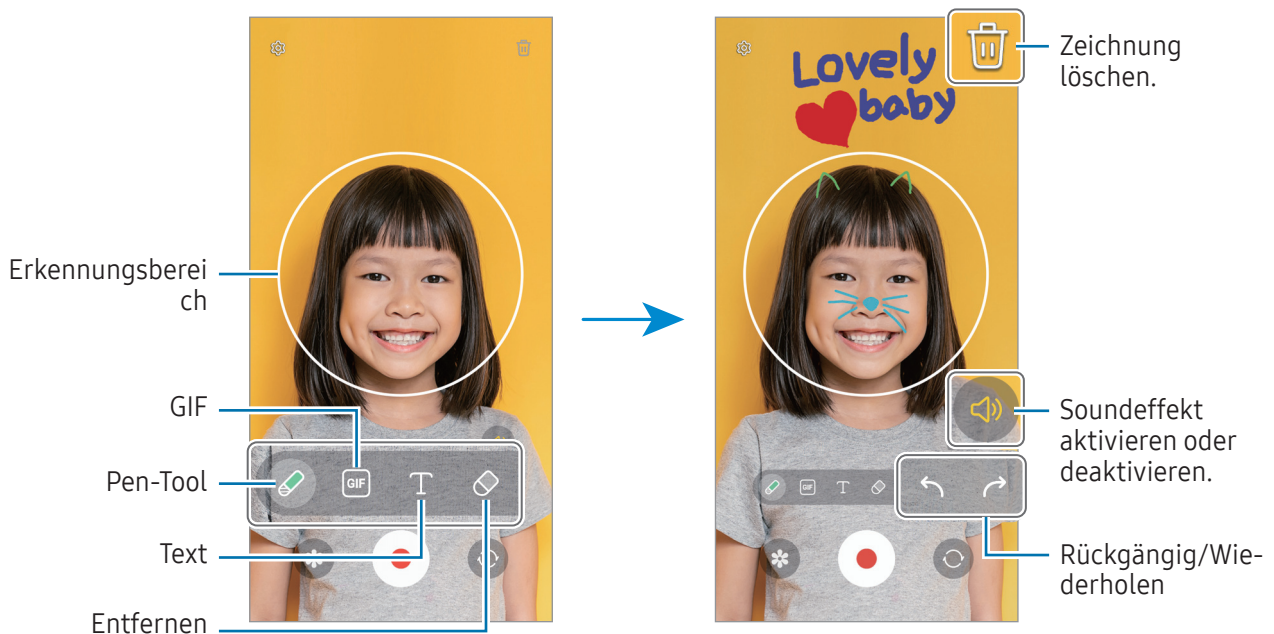 Erkennungsberei
ch
GIF
Pen-Tool
Text
Entfernen
GIF
T
Lovely
baby
GIF
T
Zeichnung
löschen.
Soundeffekt
aktivieren oder
deaktivieren.
Rückgängig/Wie-
derholen